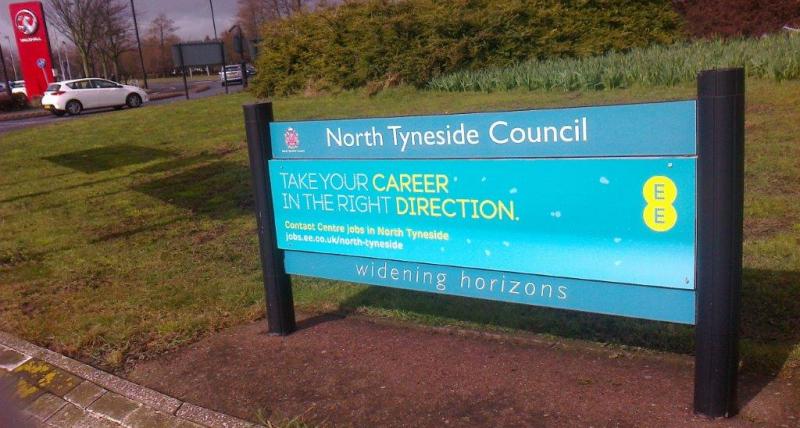 VAUXHALL
North Tyneside Council
TAKE YOUR CAREER
IN THE RIGHT DIRECTION.
Contact Centre jobs in North Tyneside
jobs.ee.co.uk/north-tyneside
EE
widening horizons